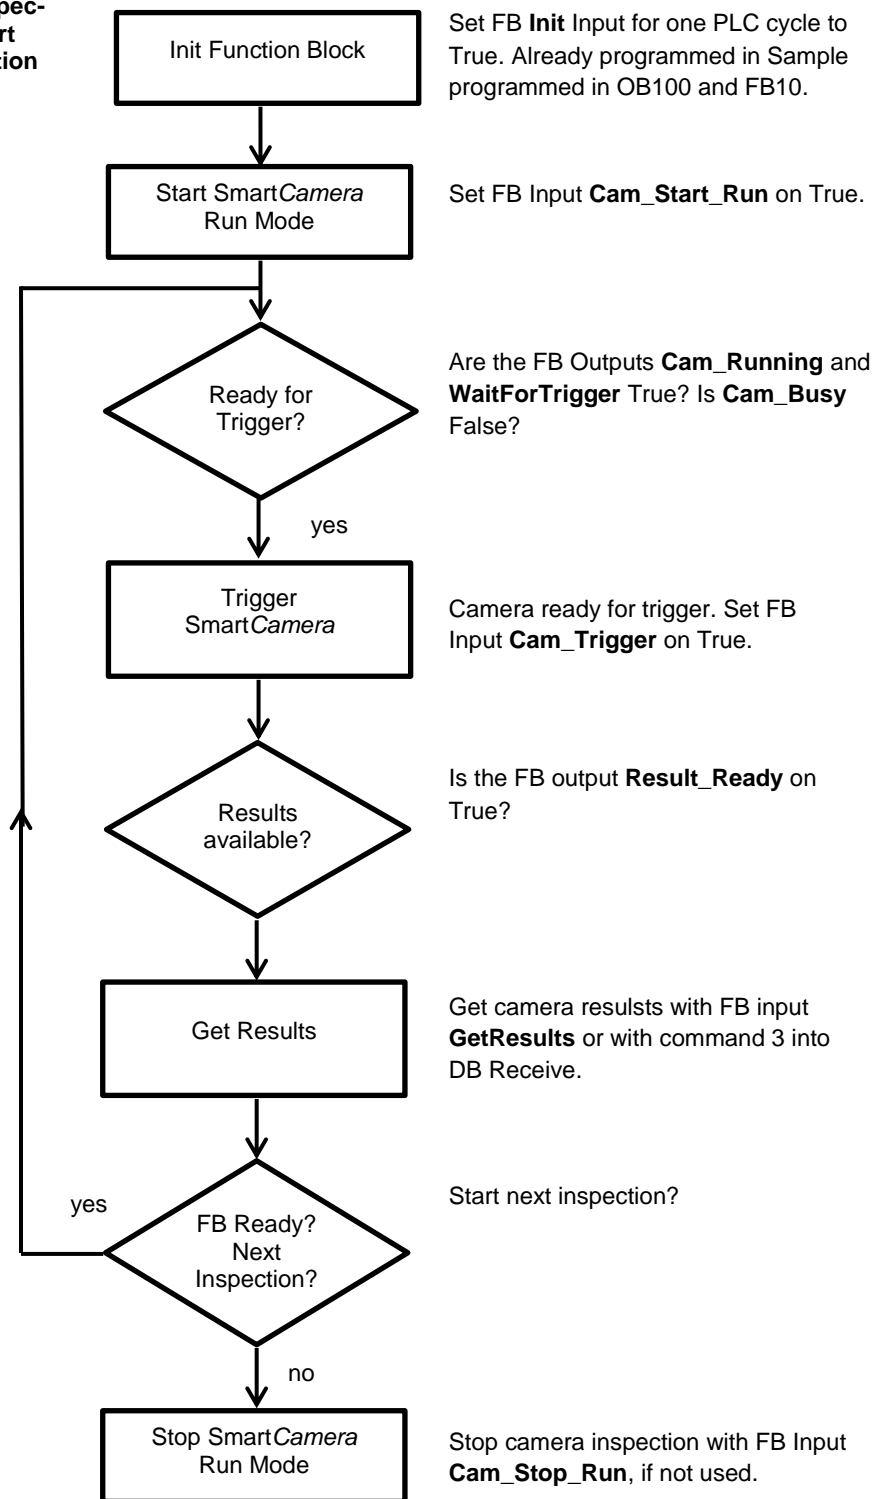 pec-
rt
tion
Init Function Block
Set FB Init Input for one PLC cycle to
True. Already programmed in Sample
programmed in OB100 and FB10.
Start SmartCamera
Run Mode
Set FB Input Cam_Start_Run on True.
Ready for
Trigger?
Are the FB Outputs Cam_Running and
WaitForTrigger True? Is Cam_Busy
False?
yes
Trigger
SmartCamera
Camera ready for trigger. Set FB
Input Cam_Trigger on True.
Results
available?
Is the FB output Result_Ready on
True?
Get Results
Get camera resulsts with FB input
GetResults or with command 3 into
DB Receive.
yes
FB Ready?
Next
Inspection?
Start next inspection?
no
Stop SmartCamera
Run Mode
Stop camera inspection with FB Input
Cam_Stop_Run, if not used.